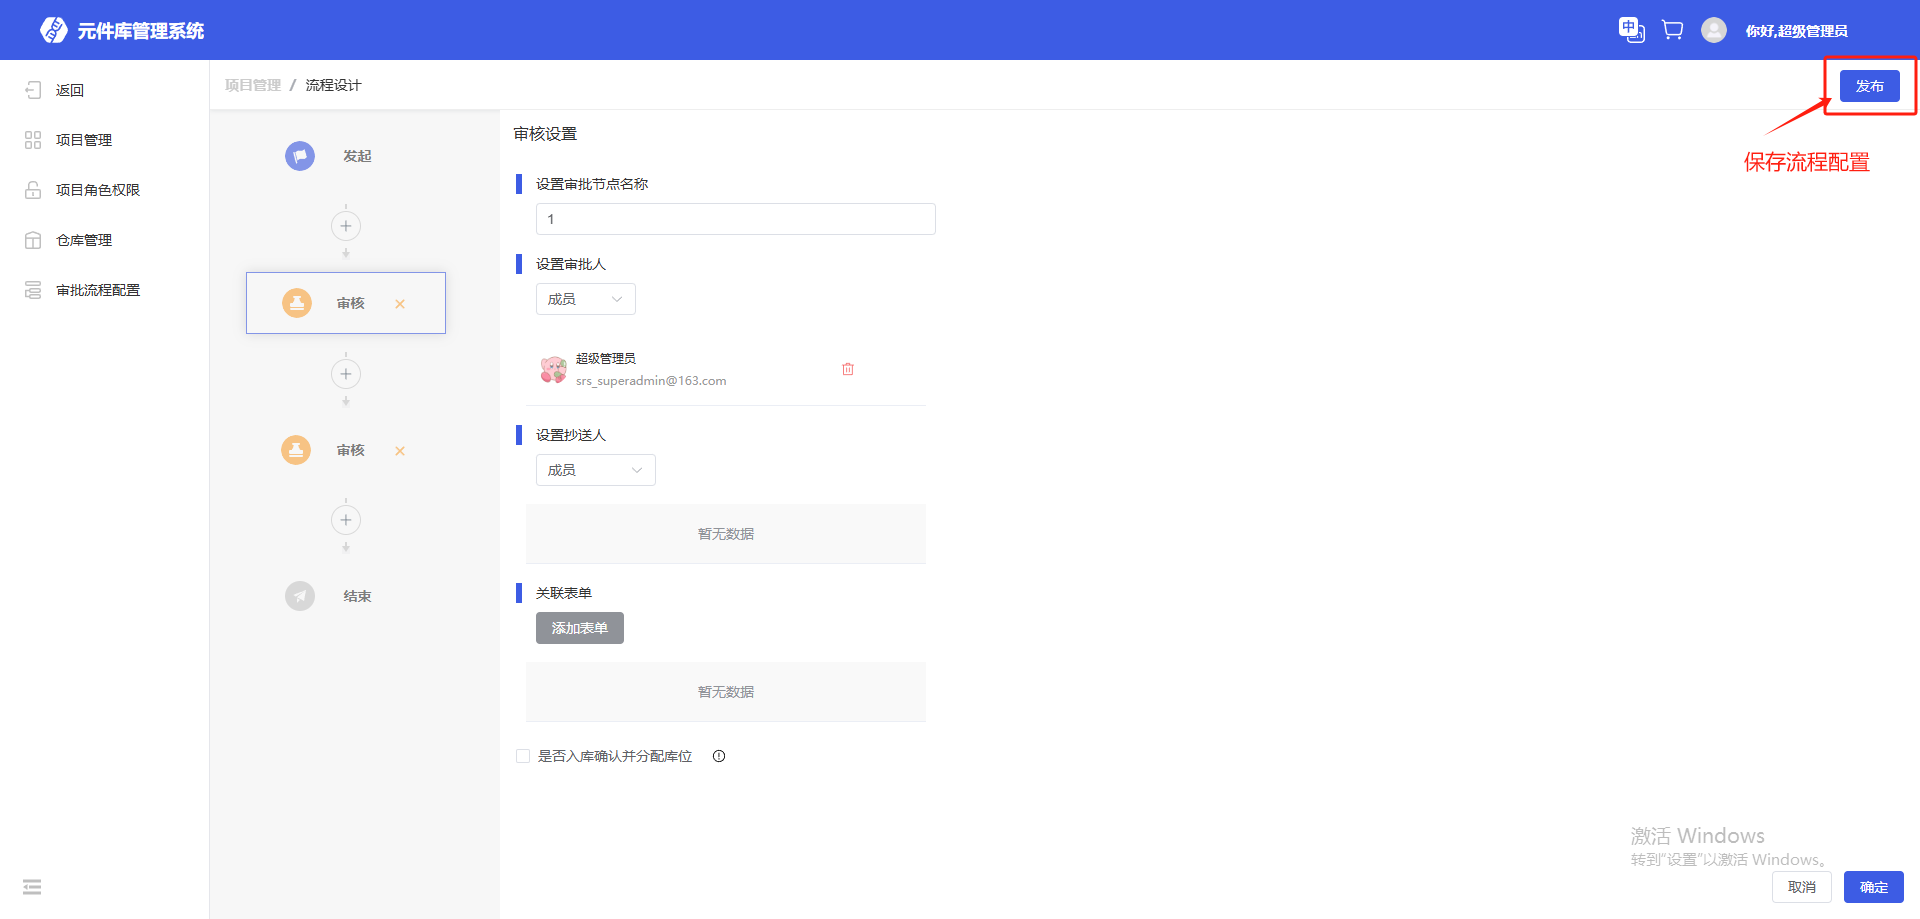 元件库管理系统
中
你好,超级管理员
返回
项目管理
项目角色权限
仓库管理
审批流程配置
项目管理 / 流程设计
发布
保存流程配置
发起
审核
审核
结束
审核设置
设置审批节点名称
1
设置审批人
成员
超级管理员
srs_superadmin@163.com
设置抄送人
成员
暂无数据
关联表单
添加表单
暂无数据
是否入库确认并分配库位
激活 Windows
转到“设置”以激活 Windows。
取消
确定